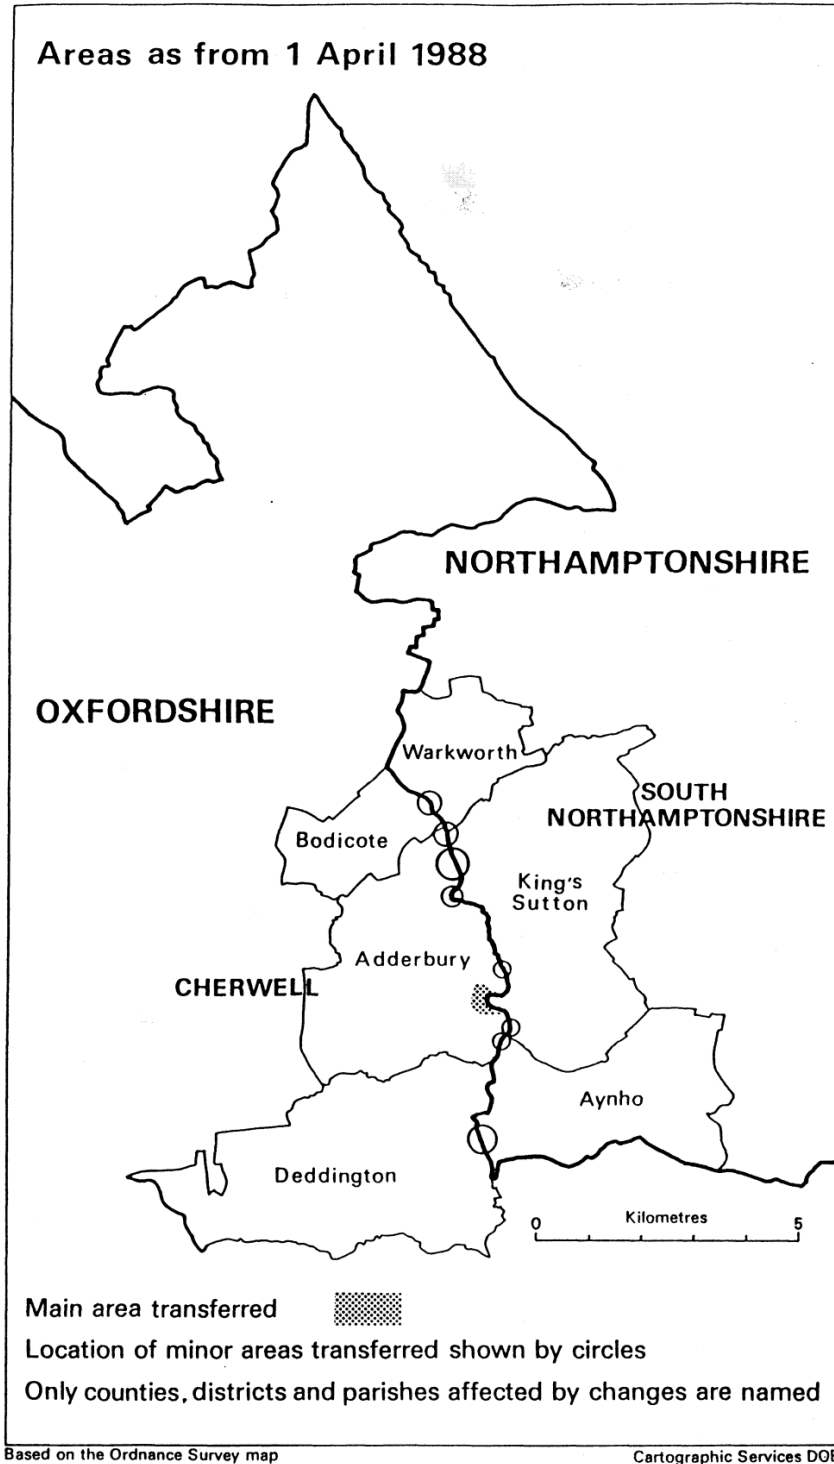 Areas as from 1 April 1988
NORTHAMPTONSHIRE
OXFORDSHIRE
Warkworth
SOUTH
NORTHAMPTONSHIRE
Bodicote
King's
Sutton
Adderbury
CHERWELL
Aynho
Deddington
0 Kilometres 5
Main area transferred
Location of minor areas transferred shown by circles
Only counties, districts and parishes affected by changes are named
Based on the Ordnance Survey map
Cartographic Services DOE